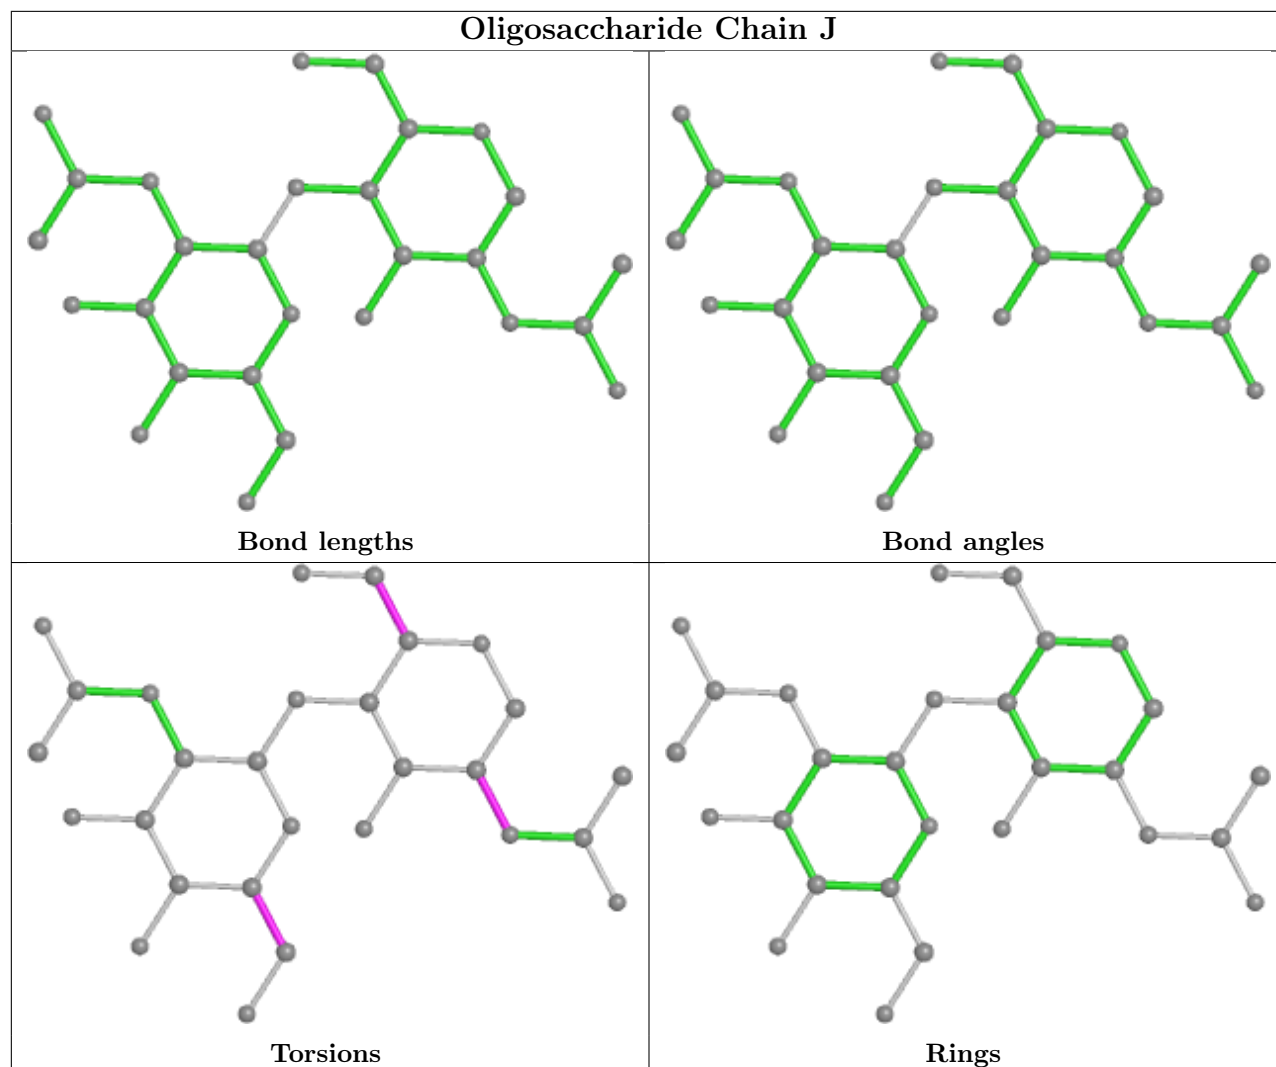 Oligosaccharide Chain J
Bond lengths
Bond angles
Torsions
Rings